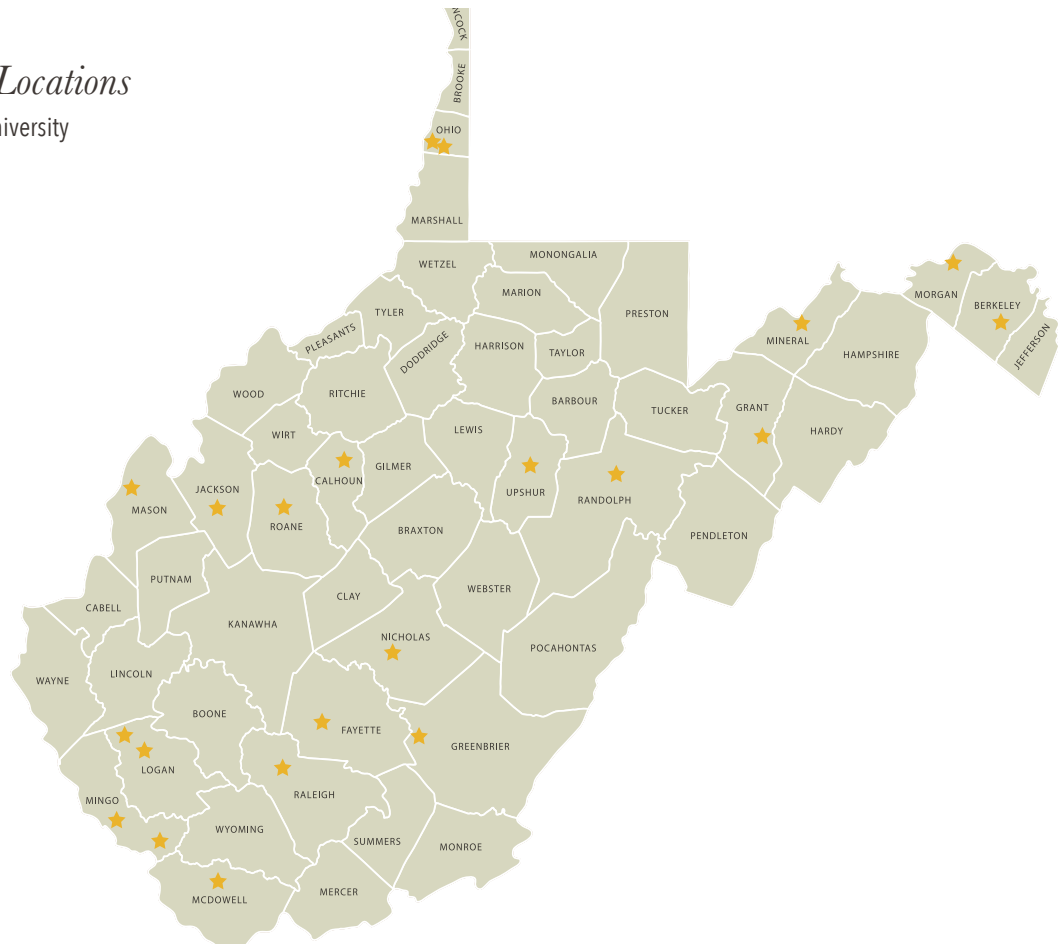 NCOCK
Locations
BROOKE
niversity
OHIO
MARSHALL
MONONGALIA
WETZEL
MARION
MORGAN
BERKELEY
TYLER
PRESTON
PLEASANTS
DODDRIDGE
HARRISON
TAYLOR
MINERAL
HAMPSHIRE
JEFFERSON
WOOD
RITCHIE
BARBOUR
TUCKER
GRANT
WIRT
LEWIS
HARDY
GILMER
CALHOUN
JACKSON
UPSHUR
RANDOLPH
MASON
ROANE
BRAXTON
PENDLETON
PUTNAM
WEBSTER
CLAY
CABELL
KANAWHA
NICHOLAS
POCAHONTAS
LINCOLN
WAYNE
BOONE
FAYETTE
GREENBRIER
LOGAN
RALEIGH
MINGO
WYOMING
SUMMERS
MONROE
MCDOWELL
MERCER